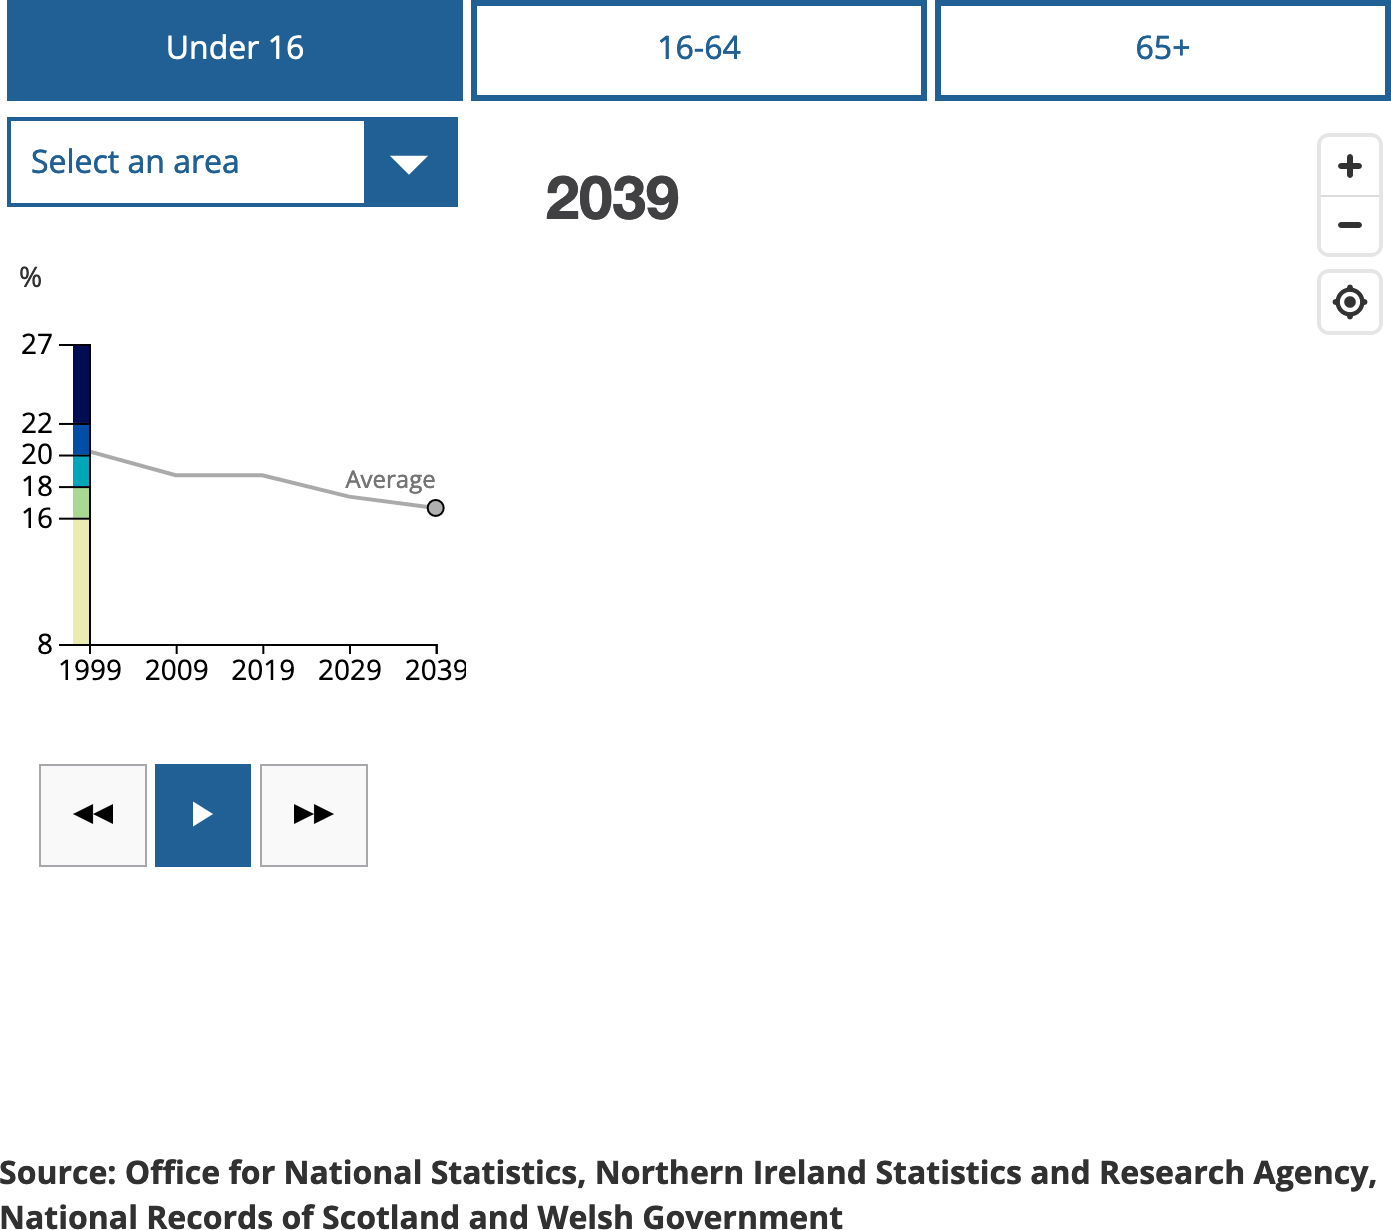 Under 16
16-64
65+
Select an area
2039
%
27
22
20
18
16
8
Average
1999 2009 2019 2029 2039
Source: Office for National Statistics, Northern Ireland Statistics and Research Agency,
National Records of Scotland and Welsh Government